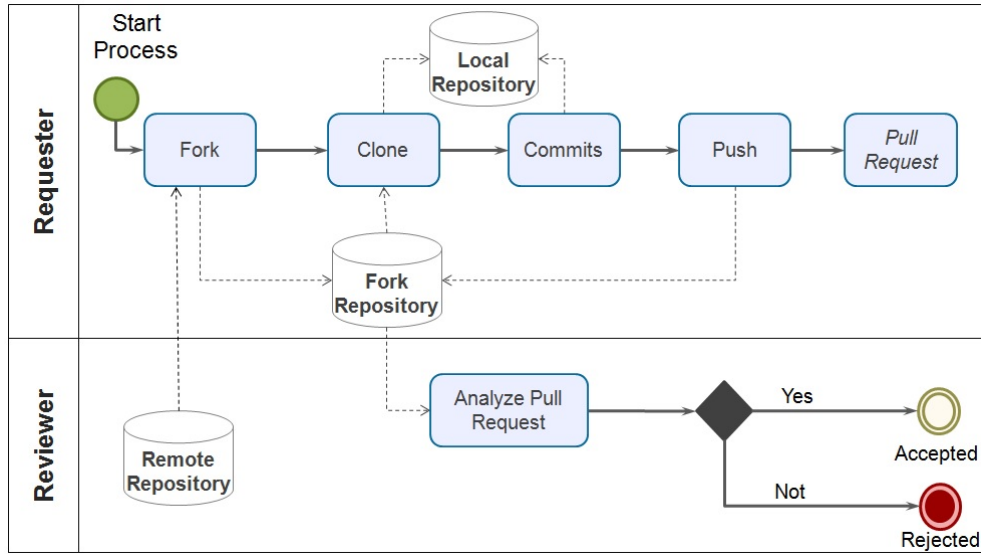 Requester
Start
Process
Local
Repository
Fork
Clone
Commits
Push
Pull
Request
Fork
Repository
Reviewer
Remote
Repository
Analyze Pull
Request
Yes
Accepted
Not
Rejected